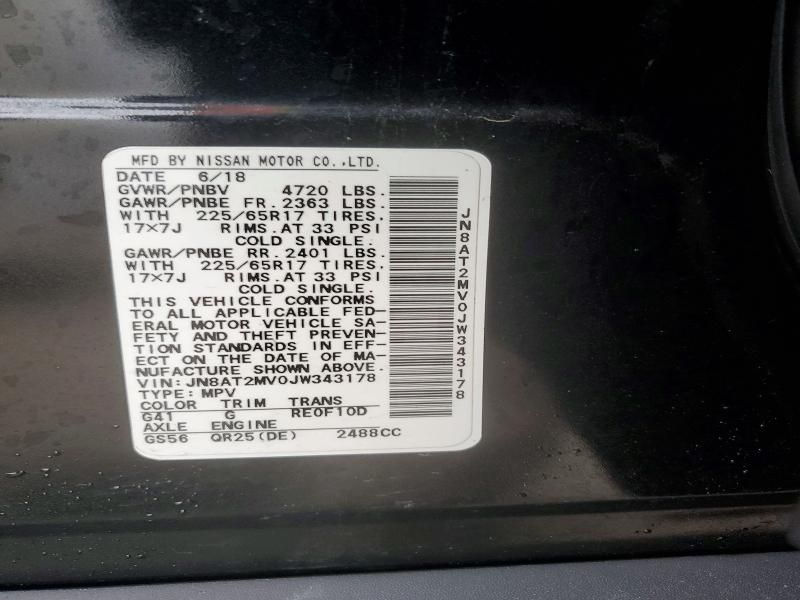 MFD BY NISSAN MOTOR CO.,LTD.
DATE 6/18
GVWR/PNBV 4720 LBS.
GAWR/PNBE FR. 2363 LBS.
WITH 225/65R17 TIRES.
17×7J RIMS.AT 33 PSI
COLD SINGLE.
GAWR/PNBE RR. 2401 LBS.
WITH 225/65R17 TIRES.
17×7J RIMS.AT 33 PSI
COLD SINGLE.
THIS VEHICLE CONFORMS
TO ALL APPLICABLE FED-
ERAL MOTOR VEHICLE SA-
FETY AND THEFT PREVEN-
TION STANDARDS IN EFF-
ECT ON THE DATE OF MA-
NUFACTURE SHOWN ABOVE.
VIN: JN8AT2MV0JW343178
TYPE: MPV
COLOR TRIM TRANS
G41 G RE0F10D
AXLE ENGINE
GS56 QR25(DE) 2488CC
JN8AT2MV0JW343178